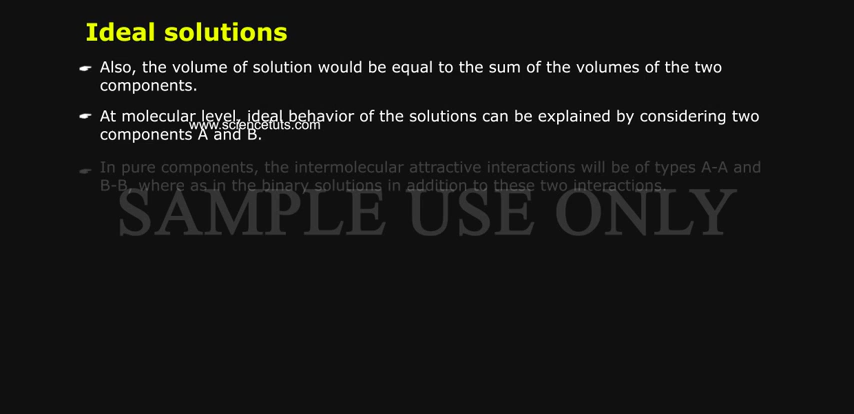 Ideal solutions
Also, the volume of solution would be equal to the sum of the volumes of the two
components.
At molecular level, ideal behavior of the solutions can be explained by considering two
www.sciencetuts.com
components A and B.
In pure components, the intermolecular attractive interactions will be of types A-A and
B-B, where as in the binary solutions in addition to these two interactions.
SAMPLE USE ONLY